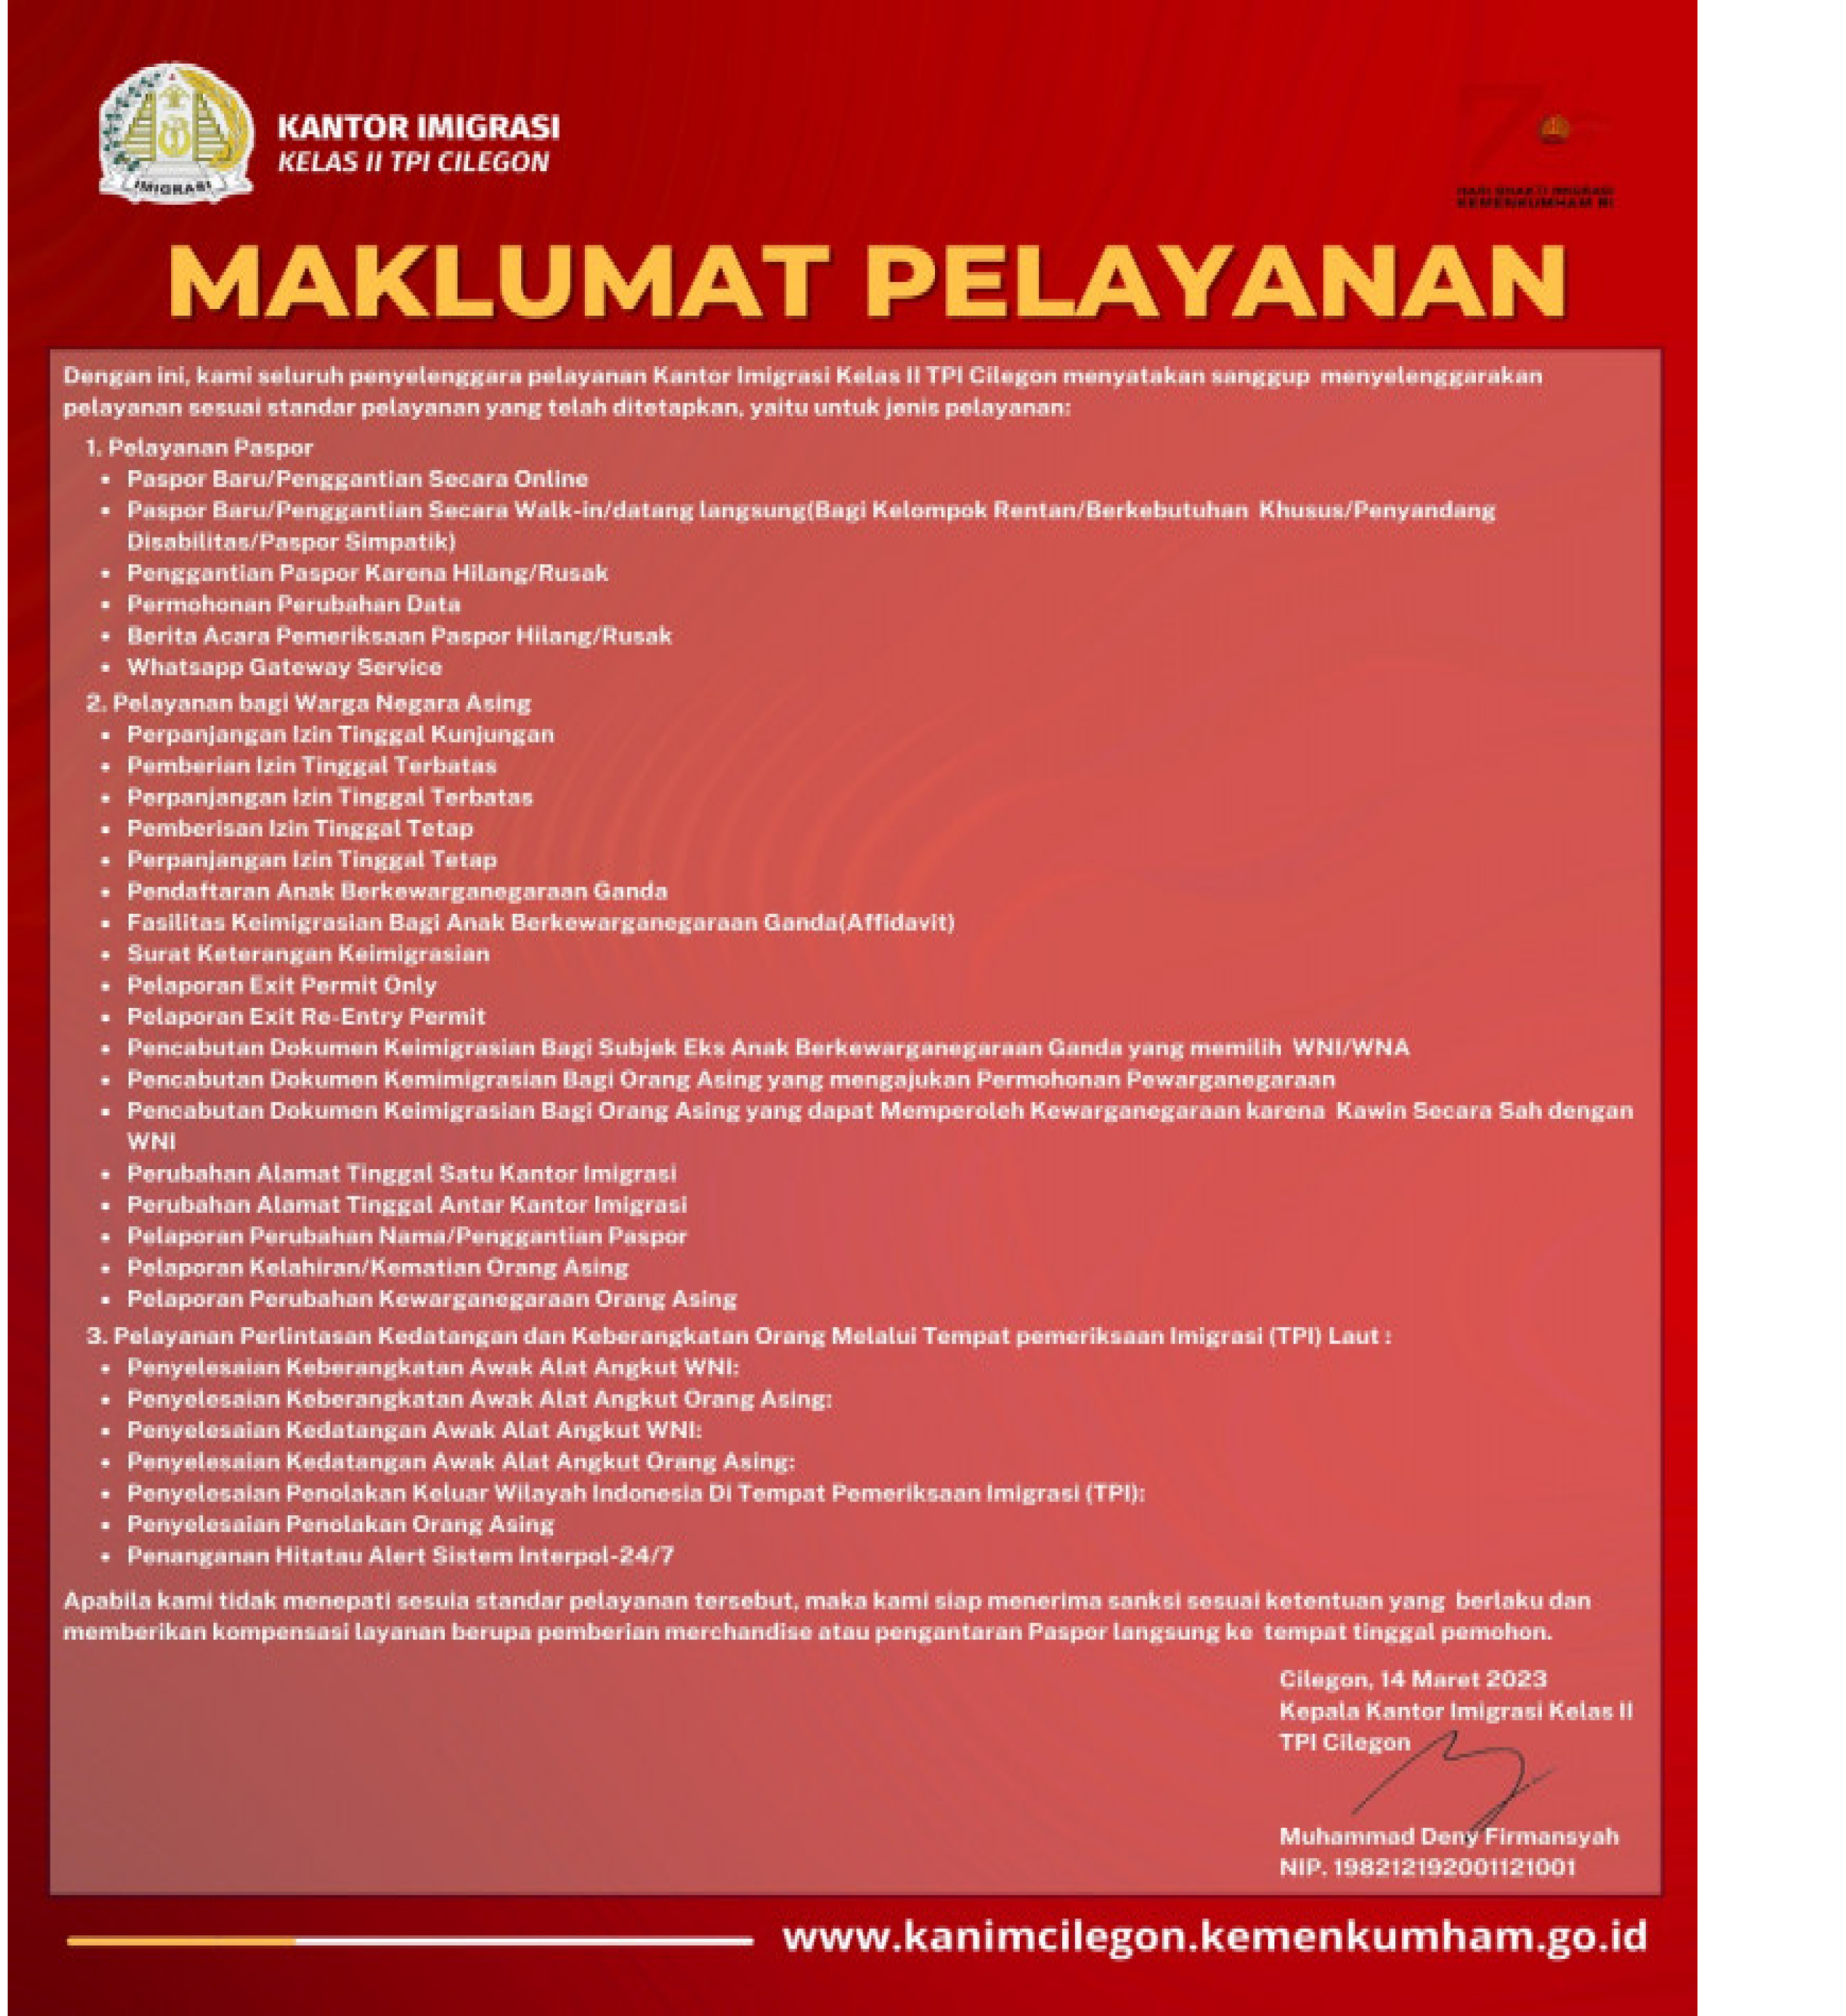 IMIGRASI
KANTOR IMIGRASI
KELAS II TPI CILEGON
7
HARI BHAKTI IMIGRASI
KEMENKUMHAM RI
MAKLUMAT PELAYANAN
Dengan ini, kami seluruh penyelenggara pelayanan Kantor Imigrasi Kelas II TPI Cilegon menyatakan sanggup menyelenggarakan
pelayanan sesuai standar pelayanan yang telah ditetapkan, yaitu untuk jenis pelayanan:
1. Pelayanan Paspor
• Paspor Baru/Penggantian Secara Online
• Paspor Baru/Penggantian Secara Walk-in/datang langsung(Bagi Kelompok Rentan/Berkebutuhan Khusus/Penyandang
Disabilitas/Paspor Simpatik)
• Penggantian Paspor Karena Hilang/Rusak
• Permohonan Perubahan Data
• Berita Acara Pemeriksaan Paspor Hilang/Rusak
• Whatsapp Gateway Service
2. Pelayanan bagi Warga Negara Asing
• Perpanjangan Izin Tinggal Kunjungan
• Pemberian Izin Tinggal Terbatas
• Perpanjangan Izin Tinggal Terbatas
• Pemberisan Izin Tinggal Tetap
• Perpanjangan Izin Tinggal Tetap
• Pendaftaran Anak Berkewarganegaraan Ganda
• Fasilitas Keimigrasian Bagi Anak Berkewarganegaraan Ganda(Affidavit)
• Surat Keterangan Keimigrasian
• Pelaporan Exit Permit Only
• Pelaporan Exit Re-Entry Permit
• Pencabutan Dokumen Keimigrasian Bagi Subjek Eks Anak Berkewarganegaraan Ganda yang memilih WNI/WNA
• Pencabutan Dokumen Kemimigrasian Bagi Orang Asing yang mengajukan Permohonan Pewarganegaraan
• Pencabutan Dokumen Keimigrasian Bagi Orang Asing yang dapat Memperoleh Kewarganegaraan karena Kawin Secara Sah dengan
WNI
• Perubahan Alamat Tinggal Satu Kantor Imigrasi
• Perubahan Alamat Tinggal Antar Kantor Imigrasi
• Pelaporan Perubahan Nama/Penggantian Paspor
• Pelaporan Kelahiran/Kematian Orang Asing
• Pelaporan Perubahan Kewarganegaraan Orang Asing
3. Pelayanan Perlintasan Kedatangan dan Keberangkatan Orang Melalui Tempat pemeriksaan Imigrasi (TPI) Laut :
• Penyelesaian Keberangkatan Awak Alat Angkut WNI:
• Penyelesaian Keberangkatan Awak Alat Angkut Orang Asing:
• Penyelesaian Kedatangan Awak Alat Angkut WNI:
• Penyelesaian Kedatangan Awak Alat Angkut Orang Asing:
• Penyelesaian Penolakan Keluar Wilayah Indonesia Di Tempat Pemeriksaan Imigrasi (TPI):
• Penyelesaian Penolakan Orang Asing
• Penanganan Hitatau Alert Sistem Interpol-24/7
Apabila kami tidak menepati sesuia standar pelayanan tersebut, maka kami siap menerima sanksi sesuai ketentuan yang berlaku dan
memberikan kompensasi layanan berupa pemberian merchandise atau pengantaran Paspor langsung ke tempat tinggal pemohon.
Cilegon, 14 Maret 2023
Kepala Kantor Imigrasi Kelas II
TPI Cilegon
Muhammad Deny Firmansyah
NIP. 198212192001121001
www.kanimcilegon.kemenkumham.go.id